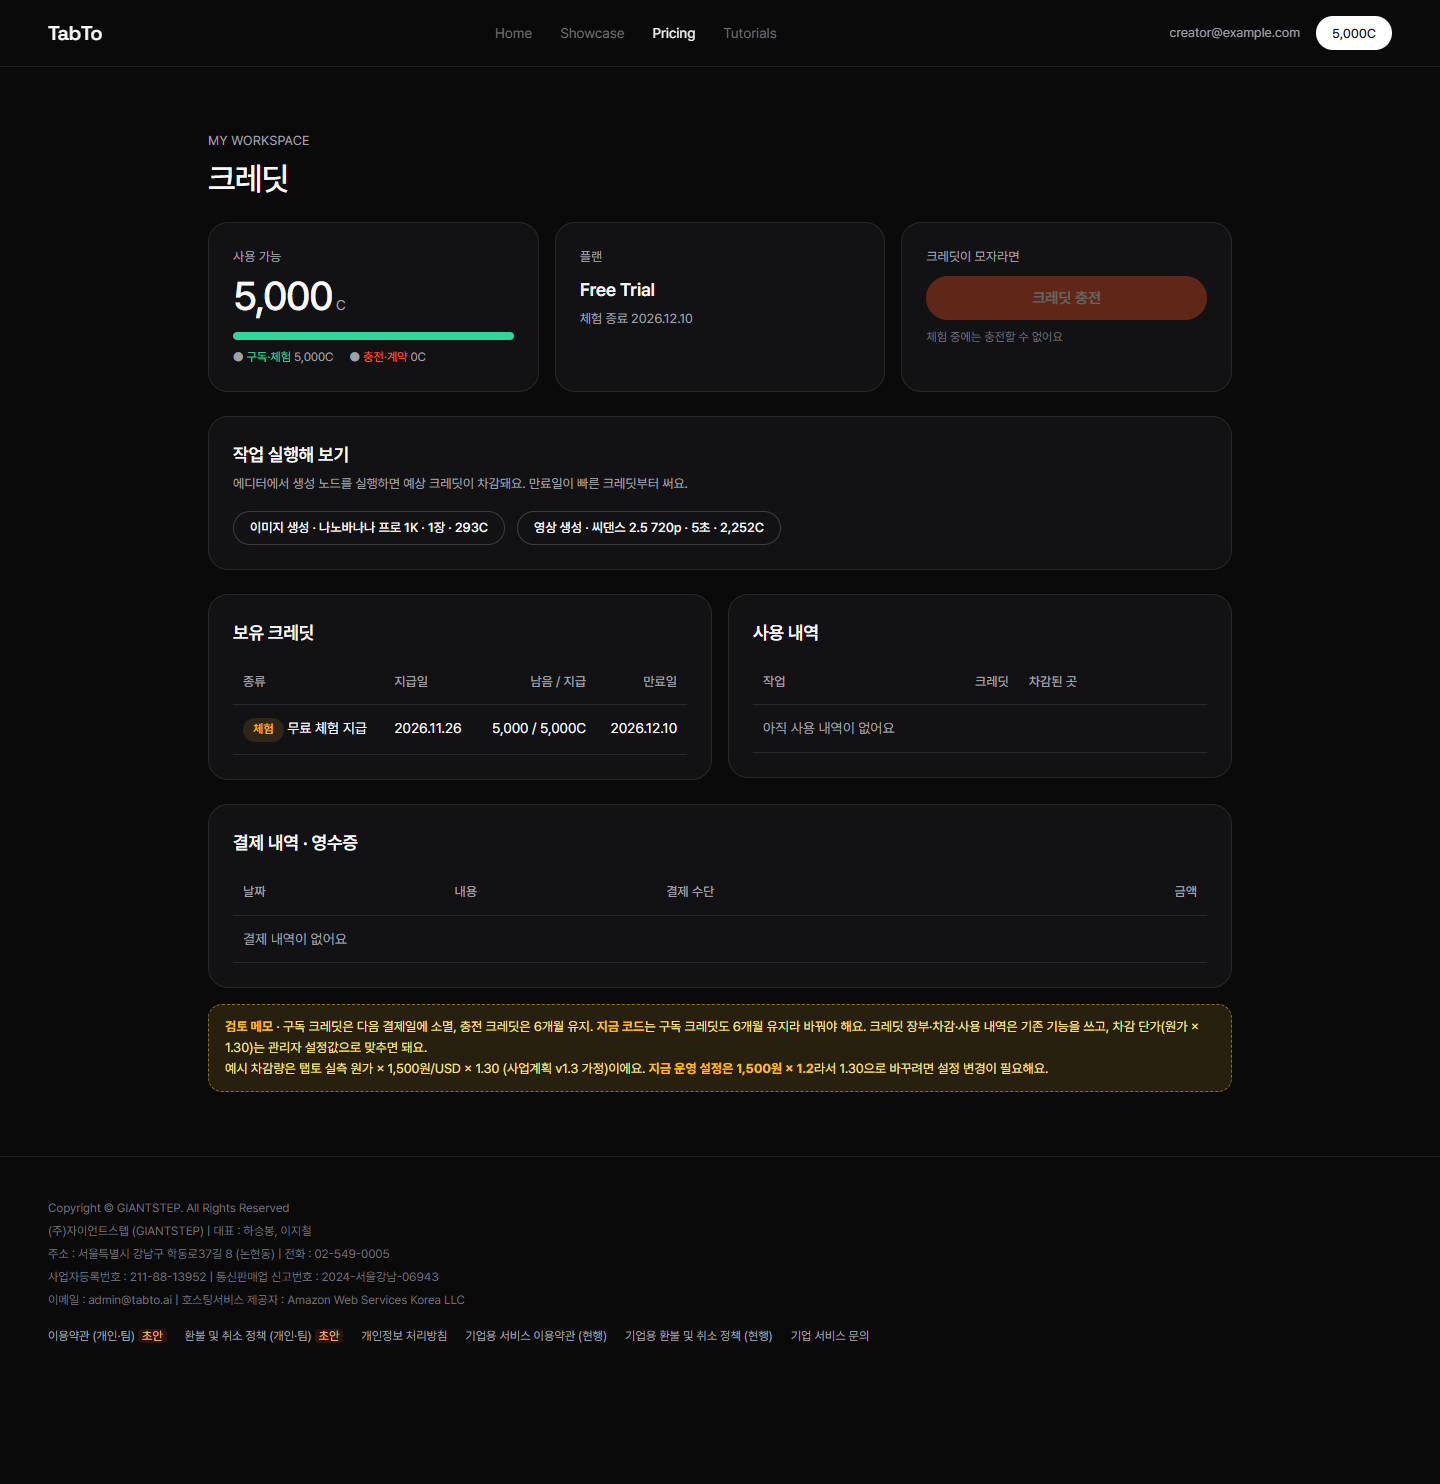 TabTo
Home Showcase Pricing Tutorials
creator@example.com 5,000C
MY WORKSPACE
크레딧
사용 가능
5,000 C
구독·체험 5,000C 충전·계약 0C
플랜
Free Trial
체험 종료 2026.12.10
크레딧이 모자라면
크레딧 충전
체험 중에는 충전할 수 없어요
작업 실행해 보기
에디터에서 생성 노드를 실행하면 예상 크레딧이 차감돼요. 만료일이 빠른 크레딧부터 써요.
이미지 생성 · 나노바나나 프로 1K · 1장 · 293C
영상 생성 · 씨댄스 2.5 720p · 5초 · 2,252C
보유 크레딧
종류 지급일 남음 / 지급 만료일
체험 무료 체험 지급 2026.11.26 5,000 / 5,000C 2026.12.10
사용 내역
작업 크레딧 차감된 곳
아직 사용 내역이 없어요
결제 내역 · 영수증
날짜 내용 결제 수단 금액
결제 내역이 없어요
검토 메모 · 구독 크레딧은 다음 결제일에 소멸, 충전 크레딧은 6개월 유지. 지금 코드는 구독 크레딧도 6개월 유지라 바꿔야 해요. 크레딧 장부·차감·사용 내역은 기존 기능을 쓰고, 차감 단가(원가 ×
1.30)는 관리자 설정값으로 맞추면 돼요.
예시 차감량은 탭토 실측 원가 × 1,500원/USD × 1.30 (사업계획 v1.3 가정)이에요. 지금 운영 설정은 1,500원 × 1.2라서 1.30으로 바꾸려면 설정 변경이 필요해요.
Copyright © GIANTSTEP. All Rights Reserved
(주)자이언트스텝 (GIANTSTEP) | 대표 : 하승봉, 이지철
주소 : 서울특별시 강남구 학동로37길 8 (논현동) | 전화 : 02-549-0005
사업자등록번호 : 211-88-13952 | 통신판매업 신고번호 : 2024-서울강남-06943
이메일 : admin@tabto.ai | 호스팅서비스 제공자 : Amazon Web Services Korea LLC
이용약관 (개인·팀) 초안 환불 및 취소 정책 (개인·팀) 초안 개인정보 처리방침 기업용 서비스 이용약관 (현행) 기업용 환불 및 취소 정책 (현행) 기업 서비스 문의